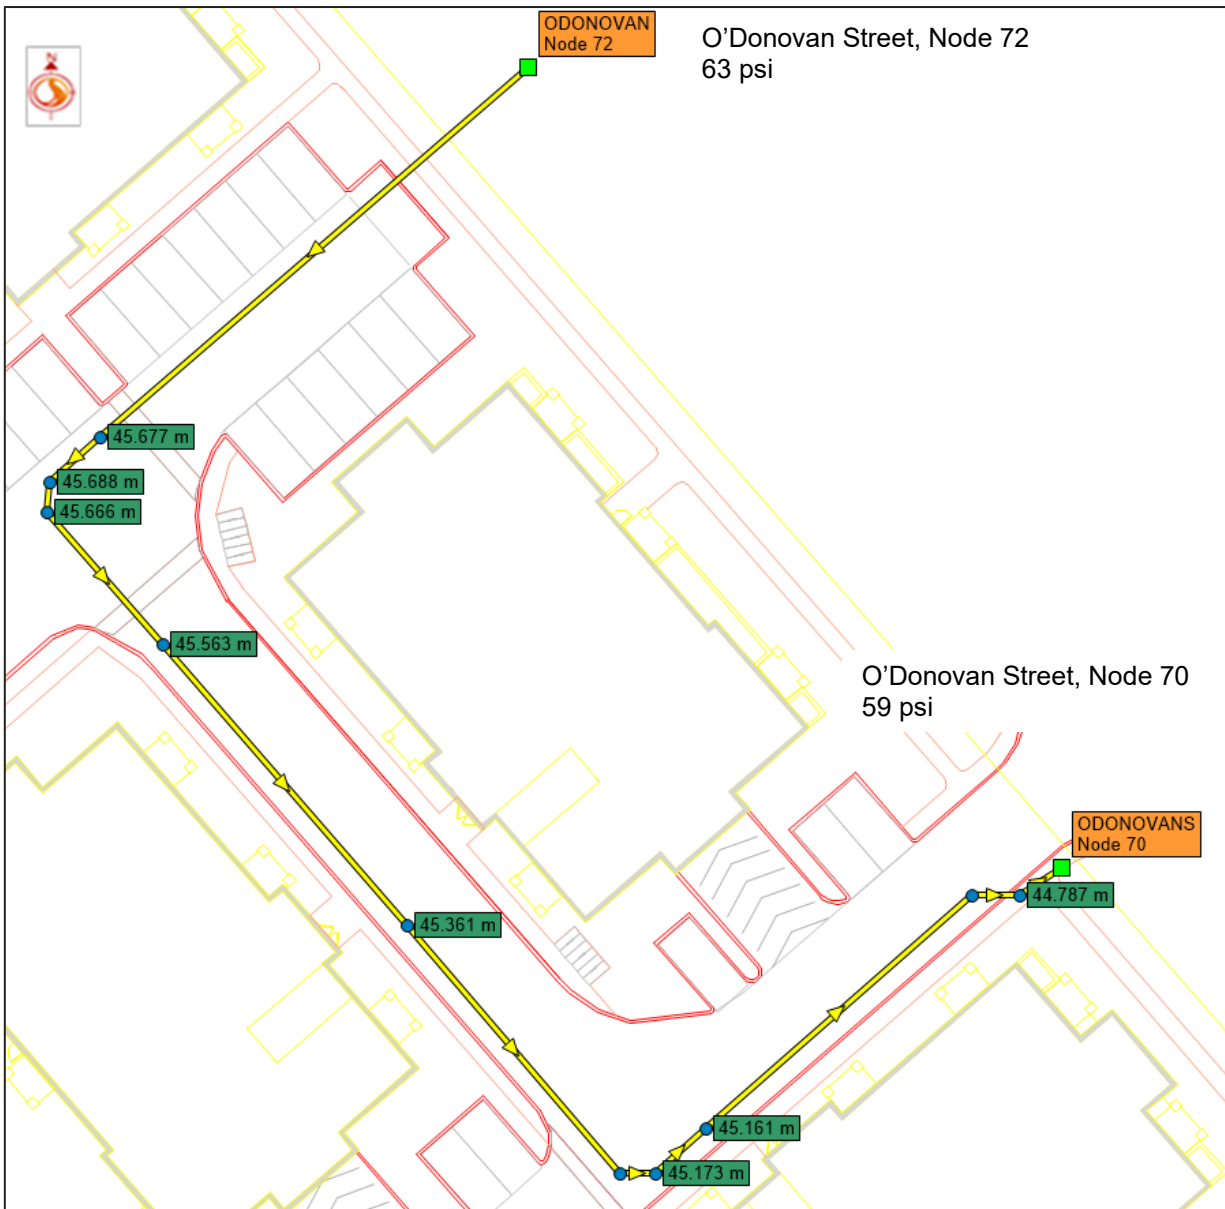 ODONOVAN
Node 72
O’Donovan Street, Node 72
63 psi
N
45.677 m
45.688 m
45.666 m
45.563 m
O’Donovan Street, Node 70
59 psi
ODONOVANS
Node 70
44.787 m
45.361 m
45.161 m
45.173 m